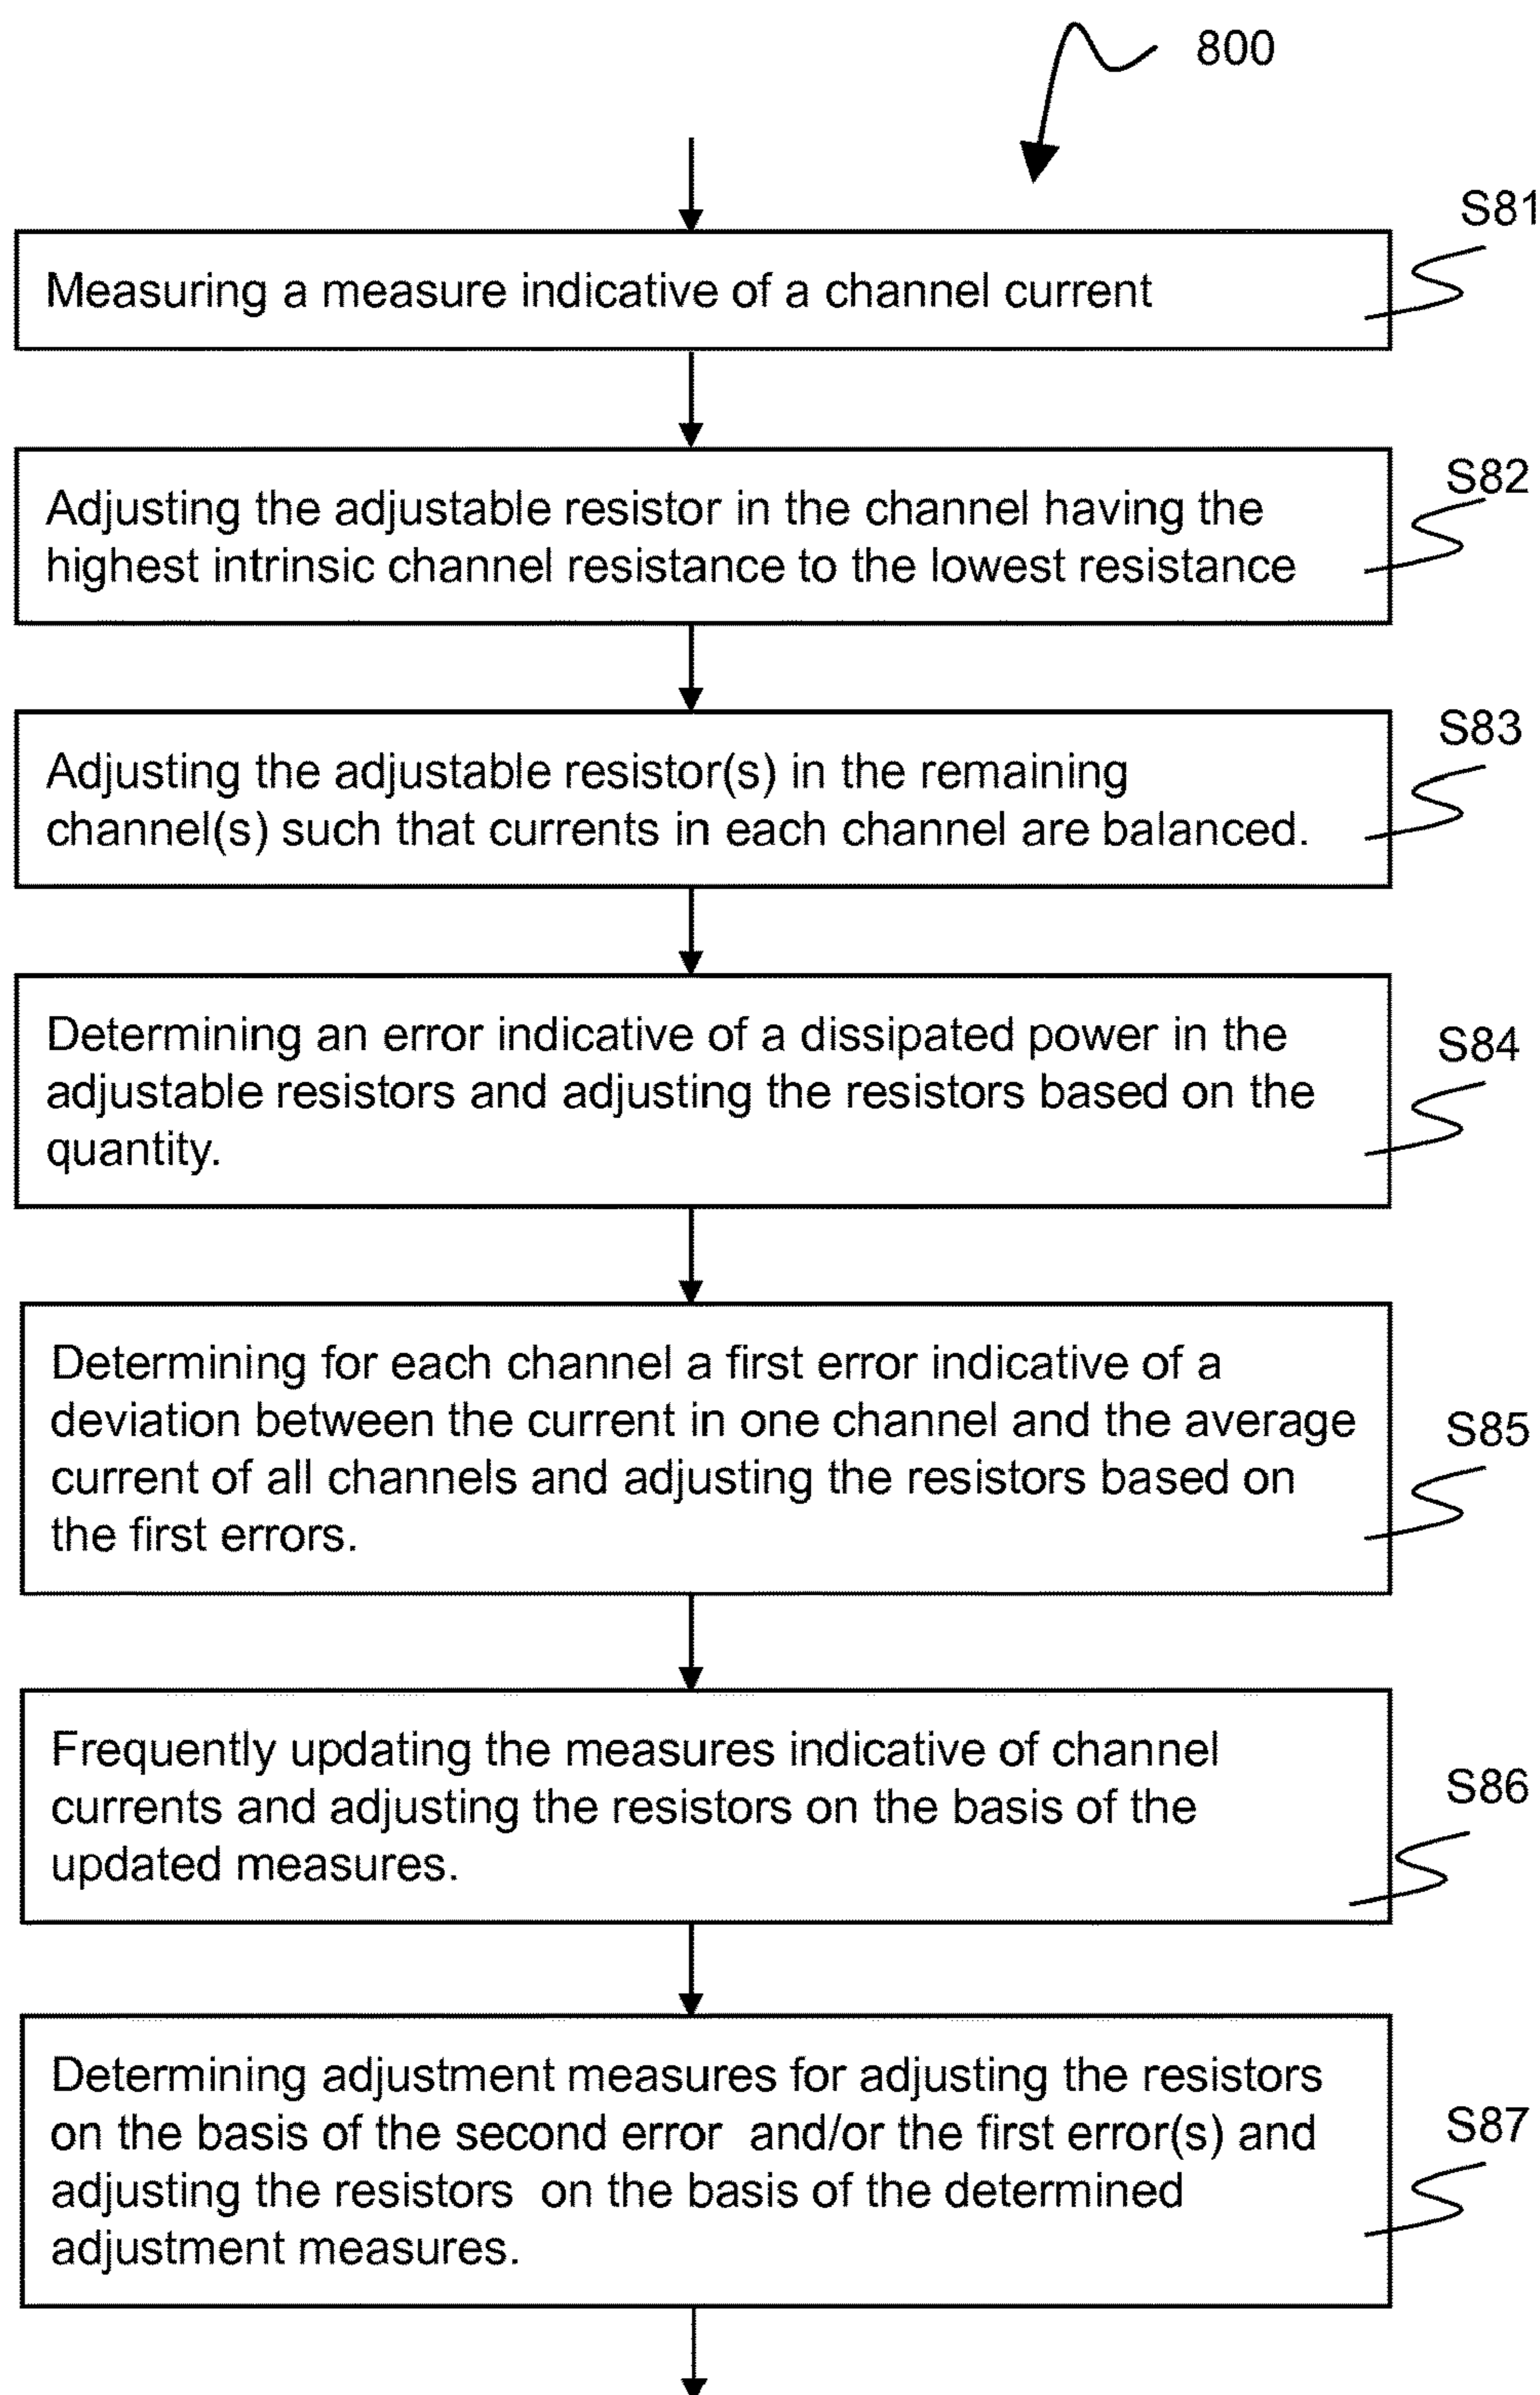 800
S81
Measuring a measure indicative of a channel current
S82
Adjusting the adjustable resistor in the channel having the
highest intrinsic channel resistance to the lowest resistance
S83
Adjusting the adjustable resistor(s) in the remaining
channel(s) such that currents in each channel are balanced.
S84
Determining an error indicative of a dissipated power in the
adjustable resistors and adjusting the resistors based on the
quantity.
S85
Determining for each channel a first error indicative of a
deviation between the current in one channel and the average
current of all channels and adjusting the resistors based on
the first errors.
S86
Frequently updating the measures indicative of channel
currents and adjusting the resistors on the basis of the
updated measures.
S87
Determining adjustment measures for adjusting the resistors
on the basis of the second error and/or the first error(s) and
adjusting the resistors on the basis of the determined
adjustment measures.